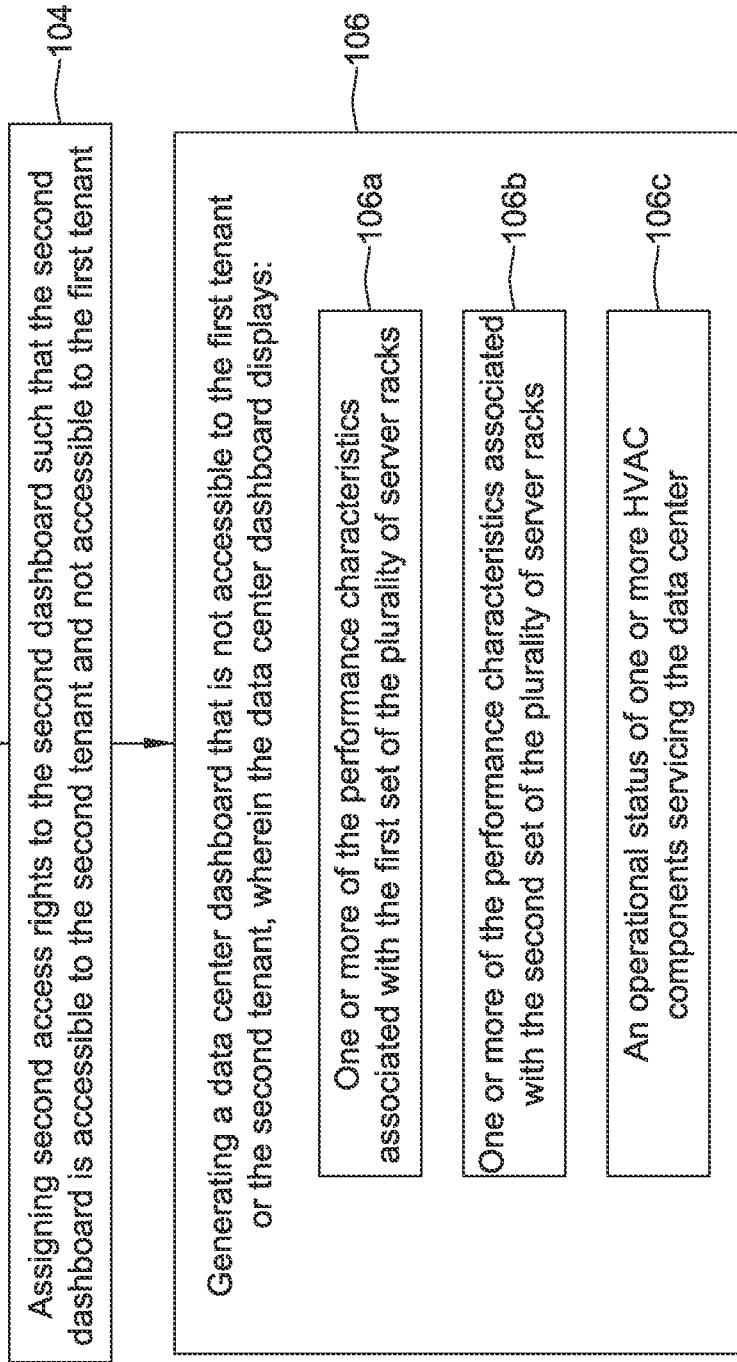 Assigning second access rights to the second dashboard such that the second
dashboard is accessible to the second tenant and not accessible to the first tenant
104
Generating a data center dashboard that is not accessible to the first tenant
or the second tenant, wherein the data center dashboard displays:
106
One or more of the performance characteristics
associated with the first set of the plurality of server racks
106a
One or more of the performance characteristics associated
with the second set of the plurality of server racks
106b
An operational status of one or more HVAC
components servicing the data center
106c